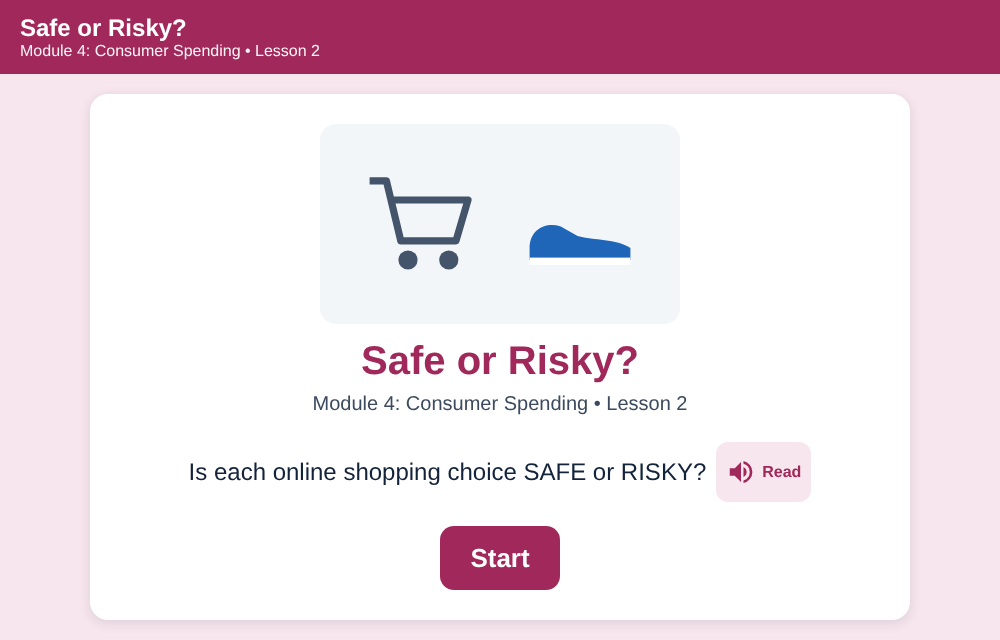 Safe or Risky?
Module 4: Consumer Spending • Lesson 2
Safe or Risky?
Module 4: Consumer Spending • Lesson 2
Is each online shopping choice SAFE or RISKY?
Read
Start